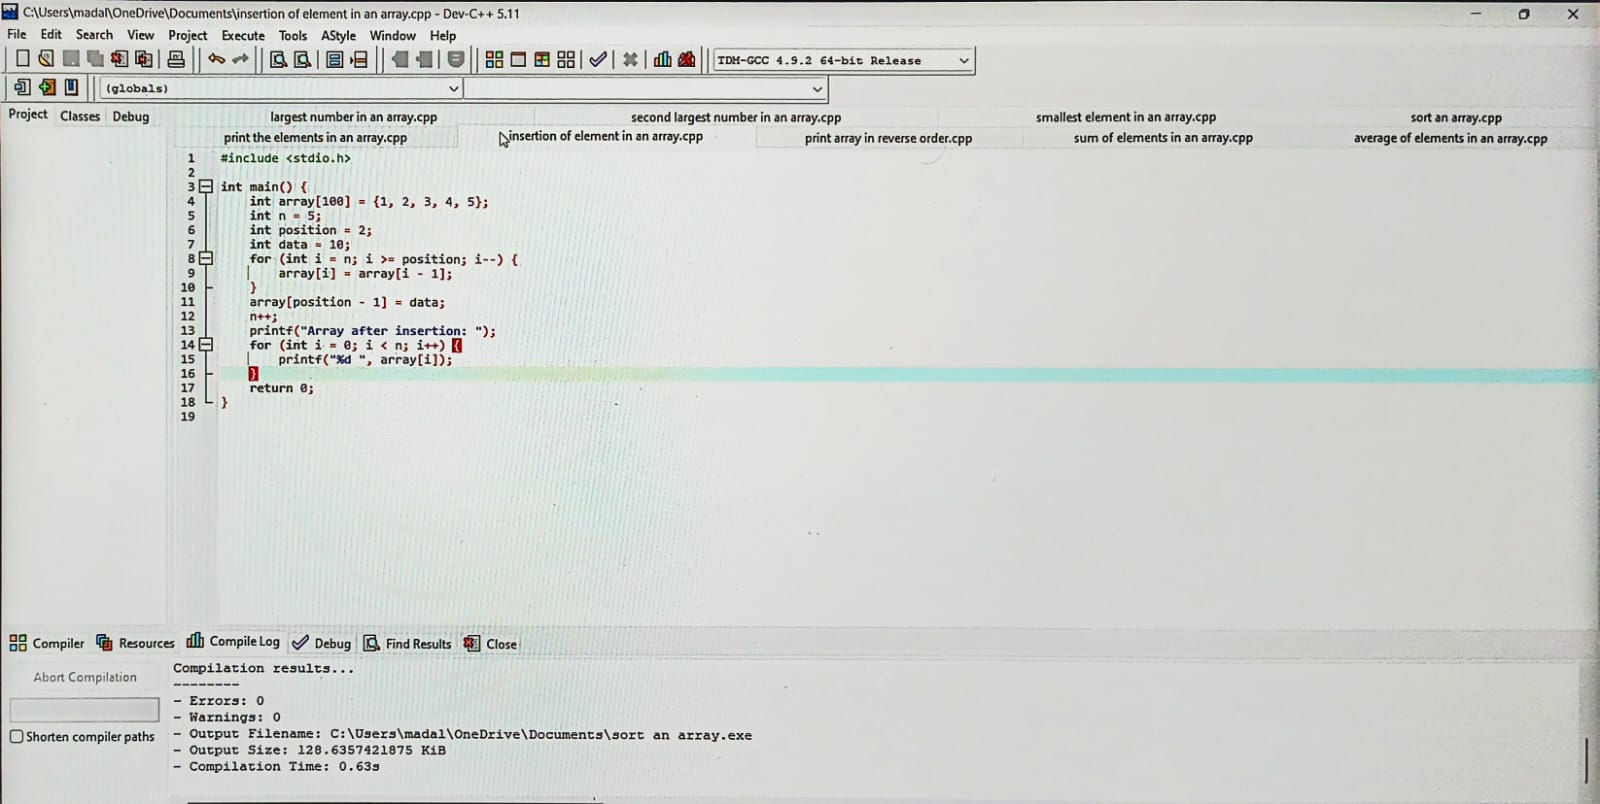 C:\Users\madal\OneDrive\Documents\insertion of element in an array.cpp - Dev-C++ 5.11
File Edit Search View Project Execute Tools AStyle Window Help
TDM-GCC 4.9.2 64-bit Release
(globals)
Project Classes Debug
largest number in an array.cpp second largest number in an array.cpp smallest element in an array.cpp sort an array.cpp
print the elements in an array.cpp insertion of element in an array.cpp print array in reverse order.cpp sum of elements in an array.cpp average of elements in an array.cpp
1 #include <stdio.h>
2
3 int main() {
4 int array[100] = {1, 2, 3, 4, 5};
5 int n = 5;
6 int position = 2;
7 int data = 10;
8 for (int i = n; i >= position; i--) {
9 array[i] = array[i - 1];
10 }
11 array[position - 1] = data;
12 n++;
13 printf("Array after insertion: ");
14 for (int i = 0; i < n; i++) {
15 printf("%d ", array[i]);
16 }
17 return 0;
18 }
19
Compiler Resources Compile Log Debug Find Results Close
Abort Compilation
Shorten compiler paths
Compilation results...
--------
- Errors: 0
- Warnings: 0
- Output Filename: C:\Users\madal\OneDrive\Documents\sort an array.exe
- Output Size: 128.6357421875 KiB
- Compilation Time: 0.63s